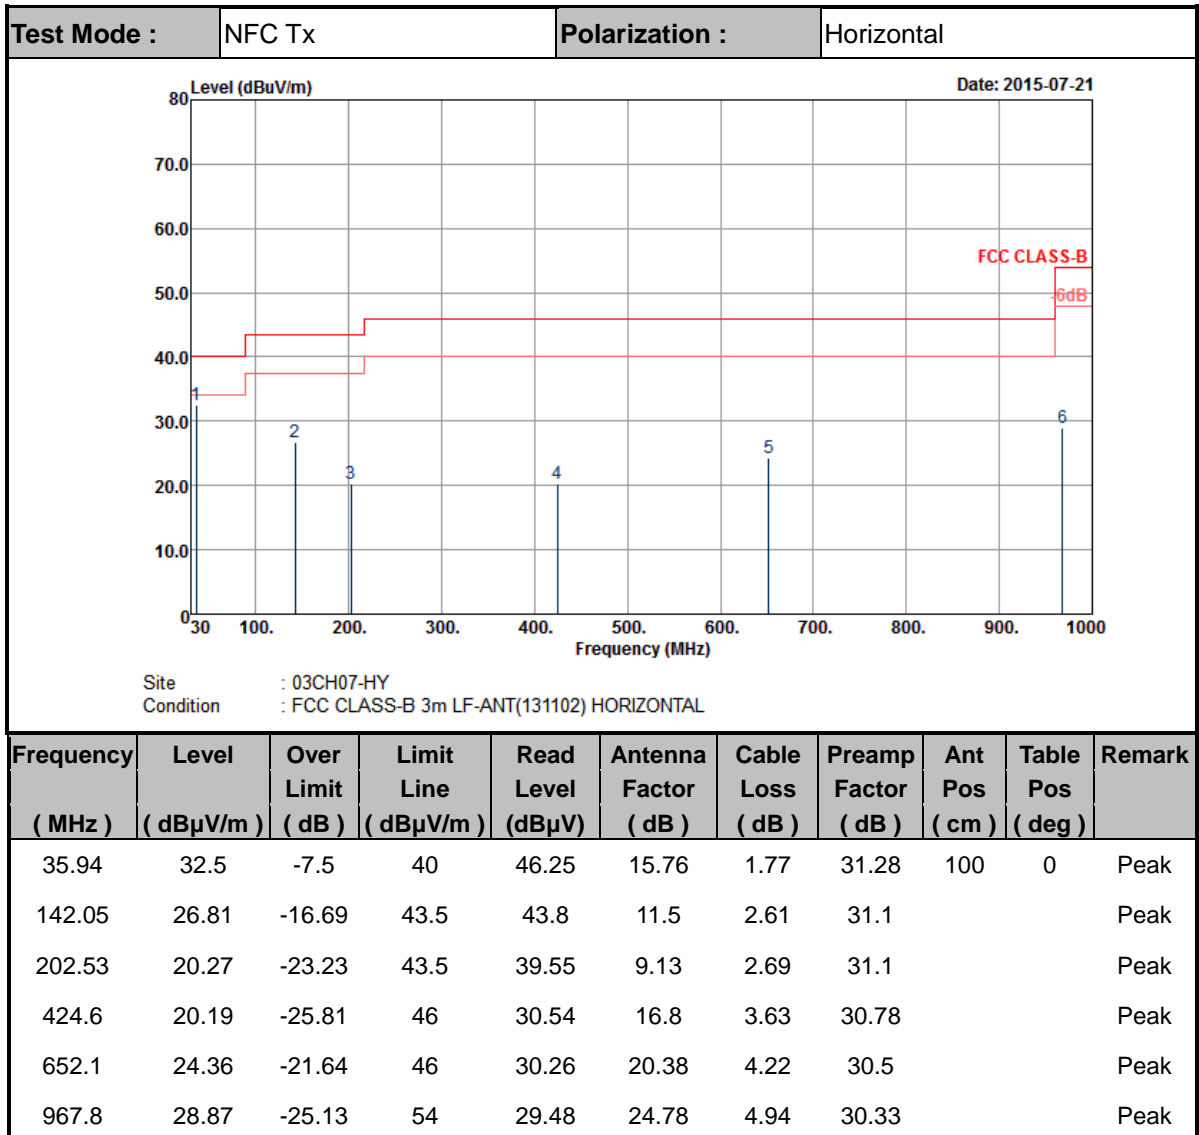 Test Mode : NFC Tx Polarization : Horizontal
Level (dBuV/m) Date: 2015-07-21
80
70.0
60.0
FCC CLASS-B
50.0
-6dB
40.0
1
30.0
2
6
5
20.0
3
4
10.0
0
30 100. 200. 300. 400. 500. 600. 700. 800. 900. 1000
Frequency (MHz)
Site : 03CH07-HY
Condition : FCC CLASS-B 3m LF-ANT(131102) HORIZONTAL
Frequency Level Over Limit Read Antenna Cable Preamp Ant Table Remark
Limit Line Level Factor Loss Factor Pos Pos
( MHz ) ( dBµV/m ) ( dB ) ( dBµV/m ) (dBµV) ( dB ) ( dB ) ( dB ) ( cm ) ( deg )
35.94 32.5 -7.5 40 46.25 15.76 1.77 31.28 100 0 Peak
142.05 26.81 -16.69 43.5 43.8 11.5 2.61 31.1 Peak
202.53 20.27 -23.23 43.5 39.55 9.13 2.69 31.1 Peak
424.6 20.19 -25.81 46 30.54 16.8 3.63 30.78 Peak
652.1 24.36 -21.64 46 30.26 20.38 4.22 30.5 Peak
967.8 28.87 -25.13 54 29.48 24.78 4.94 30.33 Peak